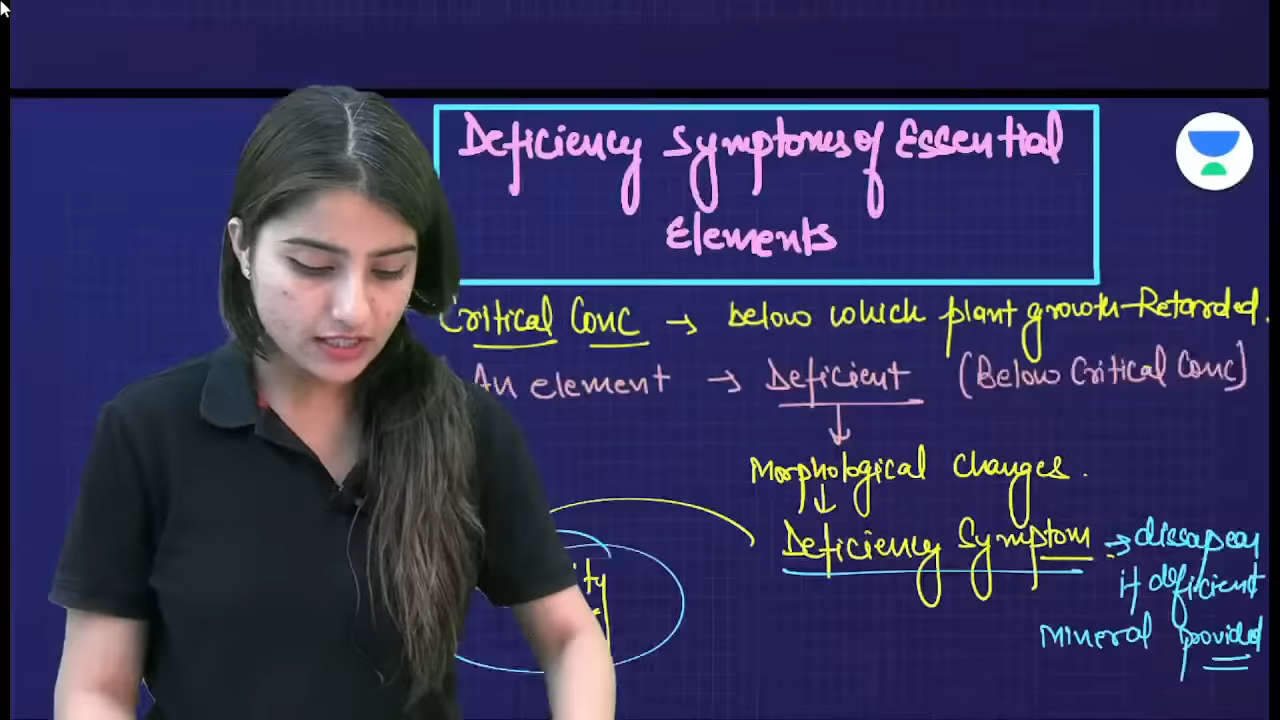 Deficiency Symptoms of Essential
Elements
Critical Conc → below which plant growth-Retarded.
An element → Deficient (Below Critical Conc)
↓
Morphological changes.
↓
Deficiency Symptom → dissapear
if deficient
mineral provided